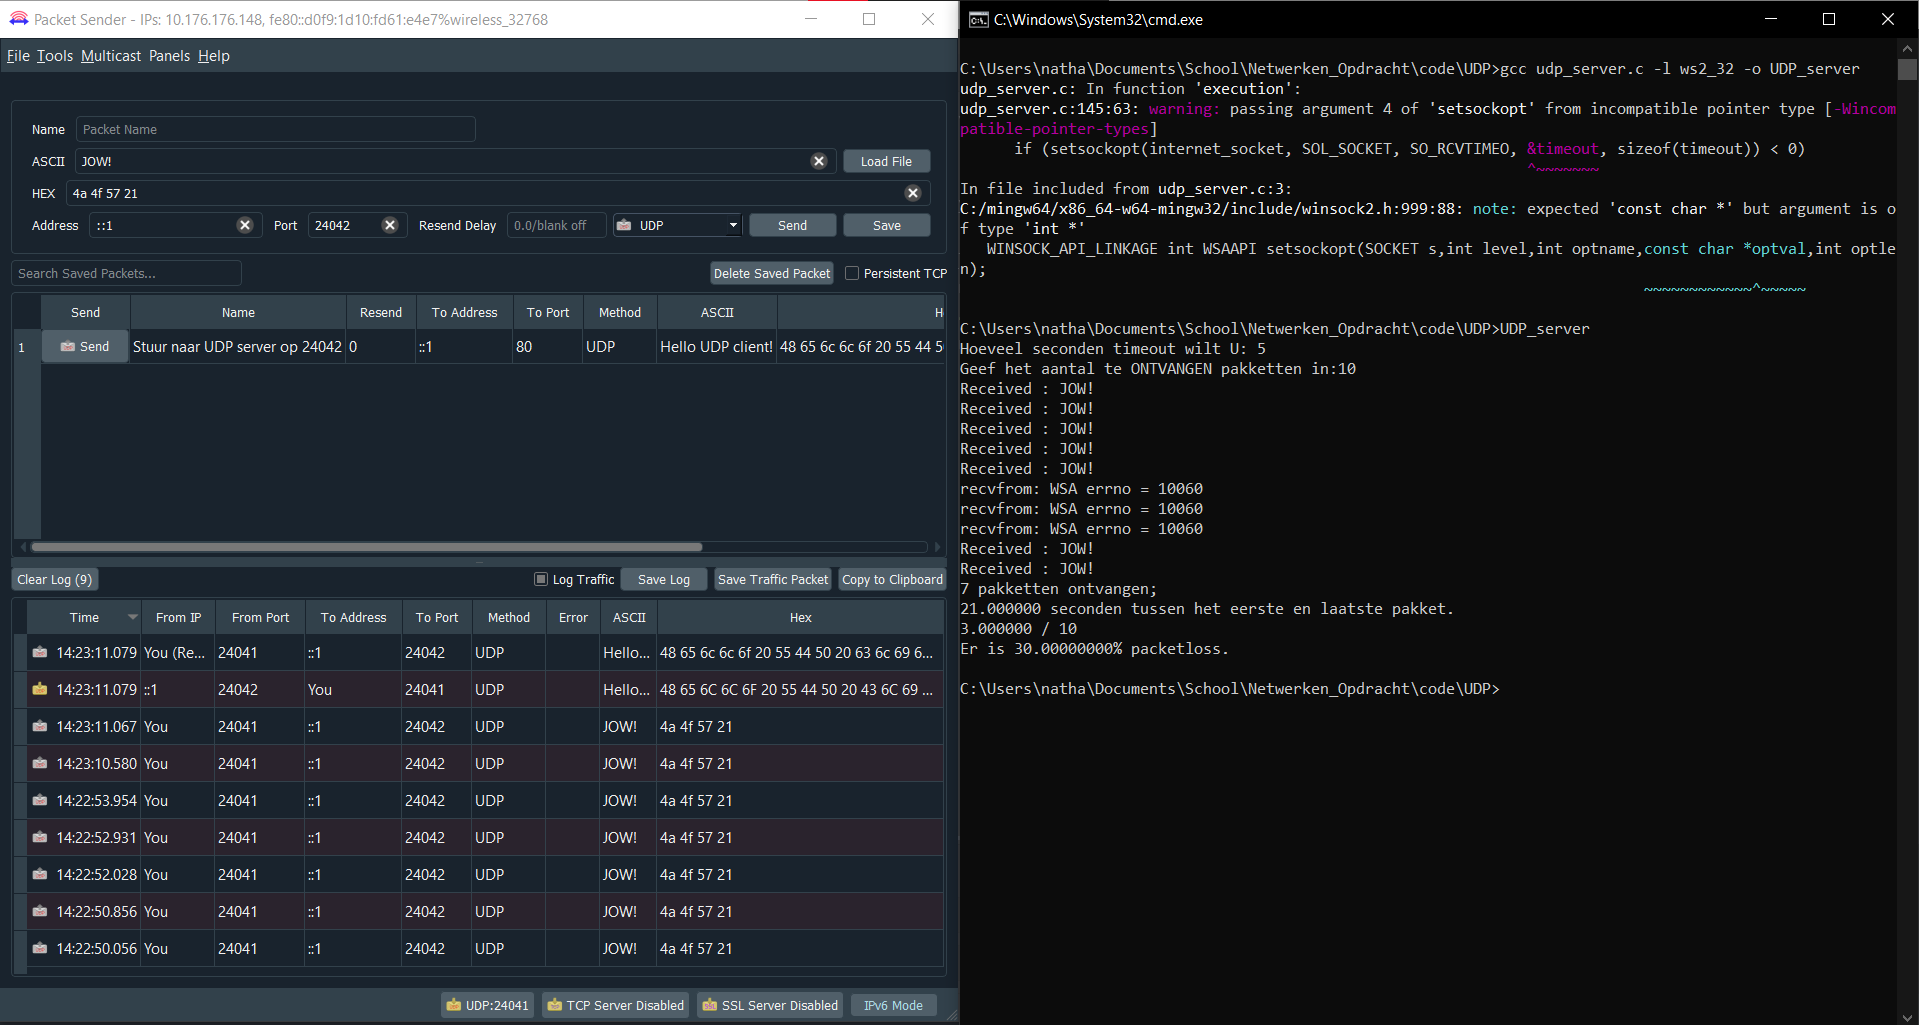 Packet Sender - IPs: 10.176.176.148, fe80::d0f9:1d10:fd61:e4e7%wireless_32768
File Tools Multicast Panels Help
Name Packet Name
ASCII JOW! Load File
HEX 4a 4f 57 21
Address ::1 Port 24042 Resend Delay 0.0/blank off UDP Send Save
Search Saved Packets... Delete Saved Packet Persistent TCP
Send Name Resend To Address To Port Method ASCII H
1 Send Stuur naar UDP server op 24042 0 ::1 80 UDP Hello UDP client! 48 65 6c 6c 6f 20 55 44 5
Clear Log (9) Log Traffic Save Log Save Traffic Packet Copy to Clipboard
Time From IP From Port To Address To Port Method Error ASCII Hex
14:23:11.079 You (Re... 24041 ::1 24042 UDP Hello... 48 65 6c 6c 6f 20 55 44 50 20 63 6c 69 6...
14:23:11.079 ::1 24042 You 24041 UDP Hello... 48 65 6C 6C 6F 20 55 44 50 20 43 6C 69 ...
14:23:11.067 You 24041 ::1 24042 UDP JOW! 4a 4f 57 21
14:23:10.580 You 24041 ::1 24042 UDP JOW! 4a 4f 57 21
14:22:53.954 You 24041 ::1 24042 UDP JOW! 4a 4f 57 21
14:22:52.931 You 24041 ::1 24042 UDP JOW! 4a 4f 57 21
14:22:52.028 You 24041 ::1 24042 UDP JOW! 4a 4f 57 21
14:22:50.856 You 24041 ::1 24042 UDP JOW! 4a 4f 57 21
14:22:50.056 You 24041 ::1 24042 UDP JOW! 4a 4f 57 21
UDP:24041 TCP Server Disabled SSL Server Disabled IPv6 Mode
C:\Windows\System32\cmd.exe
C:\Users\natha\Documents\School\Netwerken_Opdracht\code\UDP>gcc udp_server.c -l ws2_32 -o UDP_server
udp_server.c: In function 'execution':
udp_server.c:145:63: warning: passing argument 4 of 'setsockopt' from incompatible pointer type [-Wincom
patible-pointer-types]
if (setsockopt(internet_socket, SOL_SOCKET, SO_RCVTIMEO, &timeout, sizeof(timeout)) < 0)
^~~~~~~~
In file included from udp_server.c:3:
C:/mingw64/x86_64-w64-mingw32/include/winsock2.h:999:88: note: expected 'const char *' but argument is o
f type 'int *'
WINSOCK_API_LINKAGE int WSAAPI setsockopt(SOCKET s,int level,int optname,const char *optval,int optle
n);
~~~~~~~~~~~~^~~~~~
C:\Users\natha\Documents\School\Netwerken_Opdracht\code\UDP>UDP_server
Hoeveel seconden timeout wilt U: 5
Geef het aantal te ONTVANGEN pakketten in:10
Received : JOW!
Received : JOW!
Received : JOW!
Received : JOW!
Received : JOW!
recvfrom: WSA errno = 10060
recvfrom: WSA errno = 10060
recvfrom: WSA errno = 10060
Received : JOW!
Received : JOW!
7 pakketten ontvangen;
21.000000 seconden tussen het eerste en laatste pakket.
3.000000 / 10
Er is 30.00000000% packetloss.
C:\Users\natha\Documents\School\Netwerken_Opdracht\code\UDP>